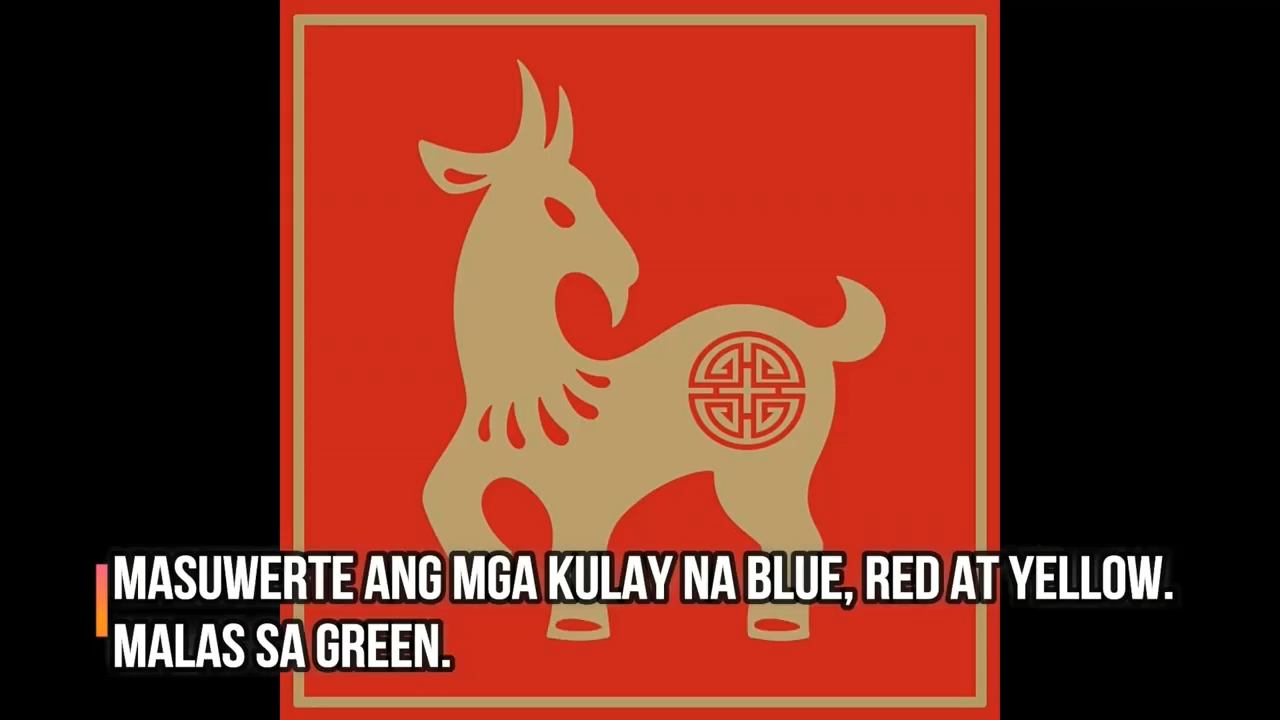 MASUWERTE ANG MGA KULAY NA BLUE, RED AT YELLOW.
MALAS SA GREEN.